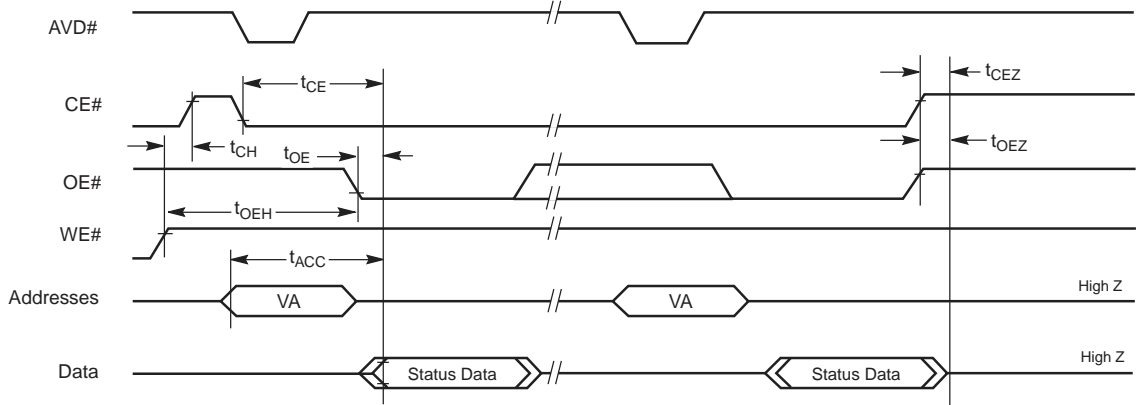 AVD#
tCEZ
tCE
CE#
tCH
tOE
tOEZ
OE#
tOEH
WE#
tACC
Addresses
VA
VA
High Z
Data
Status Data
Status Data
High Z